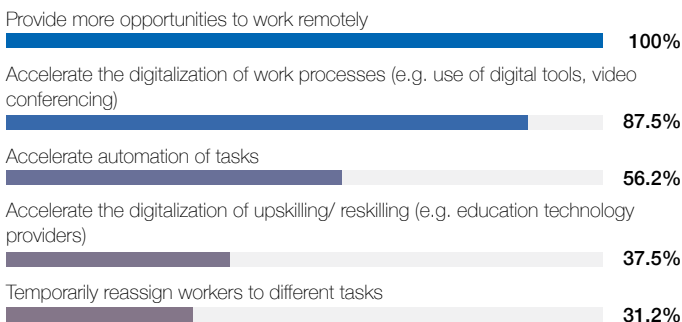 Provide more opportunities to work remotely
100%
Accelerate the digitalization of work processes (e.g. use of digital tools, video
conferencing)
87.5%
Accelerate automation of tasks
56.2%
Accelerate the digitalization of upskilling/ reskilling (e.g. education technology
providers)
37.5%
Temporarily reassign workers to different tasks
31.2%